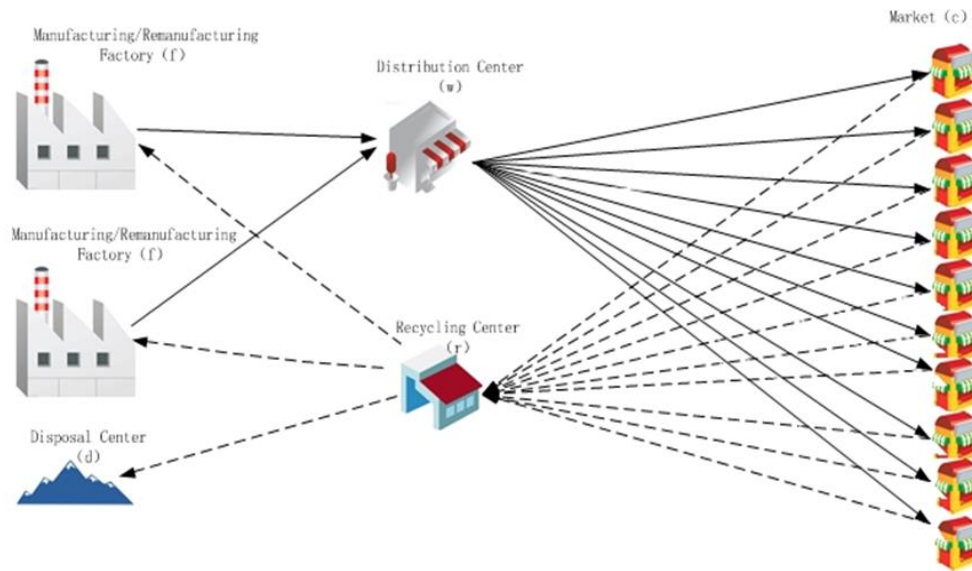 Market (c)
Manufacturing/Remanufacturing
Factory (f)
Distribution Center
(w)
Manufacturing/Remanufacturing
Factory (f)
Recycling Center
(r)
Disposal Center
(d)